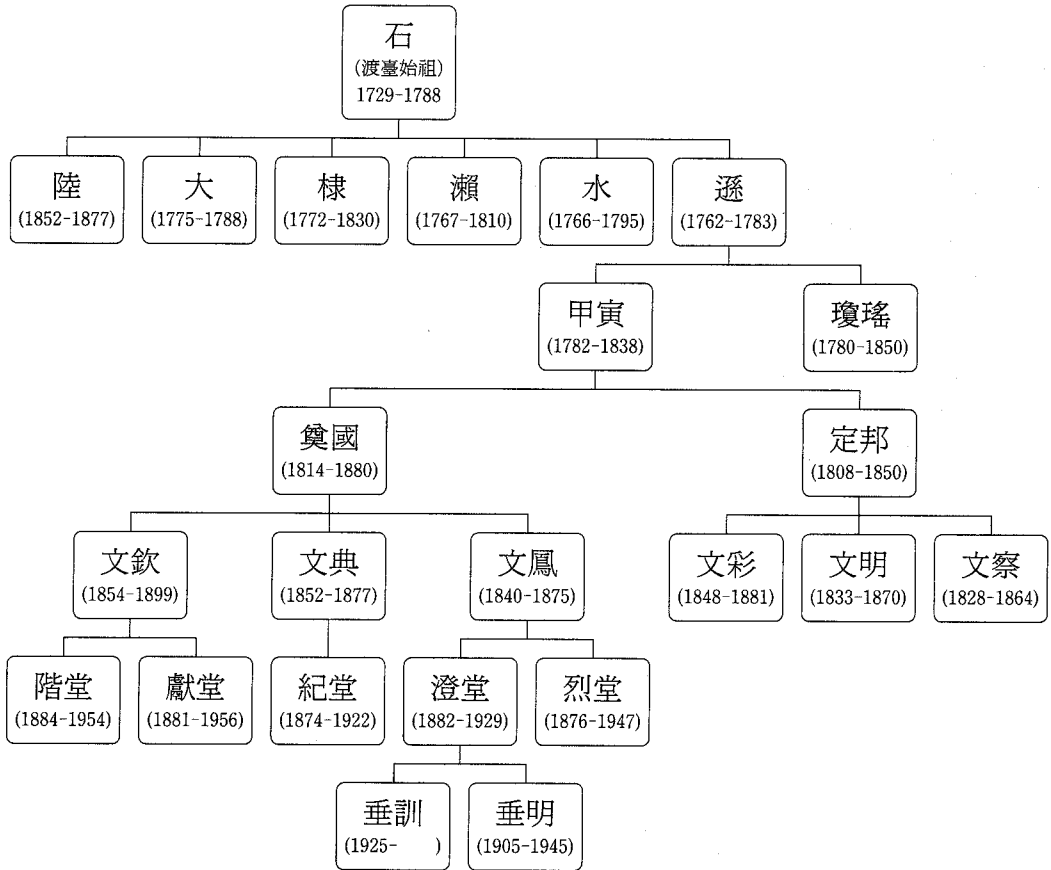 石
(渡臺始祖)
1729-1788
陸
(1852-1877)
大
(1775-1788)
棣
(1772-1830)
瀨
(1767-1810)
水
(1766-1795)
遜
(1762-1783)
甲寅
(1782-1838)
瓊瑤
(1780-1850)
奠國
(1814-1880)
定邦
(1808-1850)
文欽
(1854-1899)
文典
(1852-1877)
文鳳
(1840-1875)
文彩
(1848-1881)
文明
(1833-1870)
文察
(1828-1864)
階堂
(1884-1954)
獻堂
(1881-1956)
紀堂
(1874-1922)
澄堂
(1882-1929)
烈堂
(1876-1947)
垂訓
(1925- )
垂明
(1905-1945)